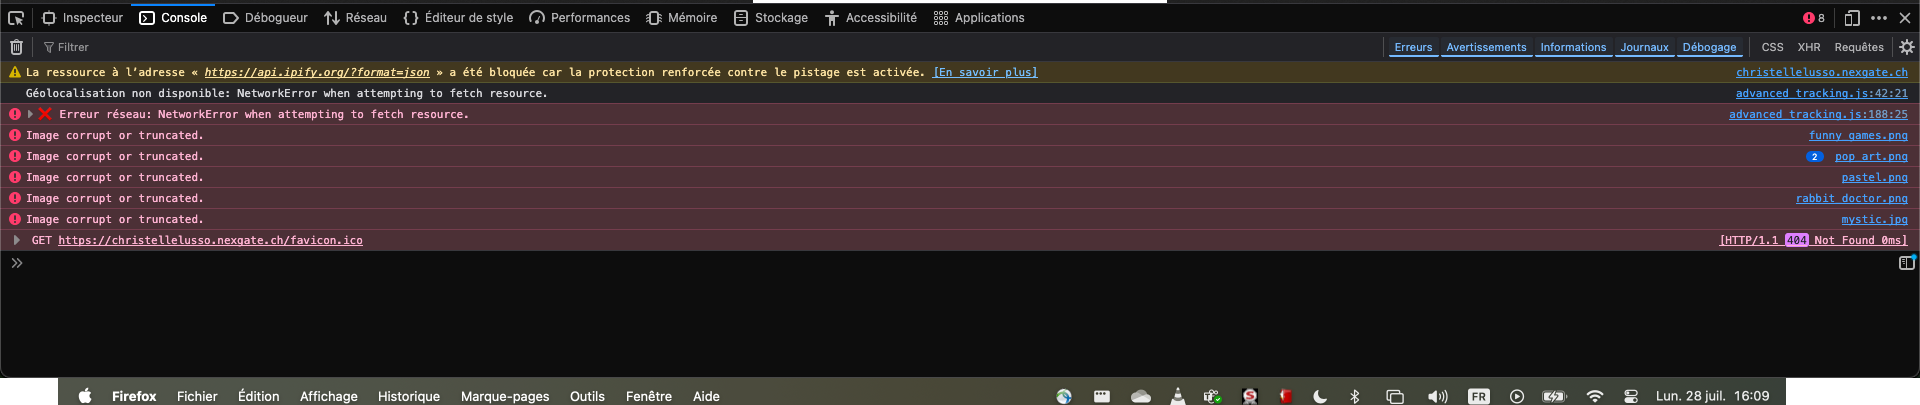 Inspecteur Console Débogueur Réseau Éditeur de style Performances Mémoire Stockage Accessibilité Applications 8
Filtrer Erreurs Avertissements Informations Journaux Débogage CSS XHR Requêtes
La ressource à l’adresse « https://api.ipify.org/?format=json » a été bloquée car la protection renforcée contre le pistage est activée. [En savoir plus] christellelusso.nexgate.ch
Géolocalisation non disponible: NetworkError when attempting to fetch resource. advanced_tracking.js:42:21
❌ Erreur réseau: NetworkError when attempting to fetch resource. advanced_tracking.js:188:25
Image corrupt or truncated. funny_games.png
Image corrupt or truncated. 2 pop_art.png
Image corrupt or truncated. pastel.png
Image corrupt or truncated. rabbit_doctor.png
Image corrupt or truncated. mystic.jpg
GET https://christellelusso.nexgate.ch/favicon.ico [HTTP/1.1 404 Not Found 0ms]
Firefox Fichier Édition Affichage Historique Marque-pages Outils Fenêtre Aide FR Lun. 28 juil. 16:09